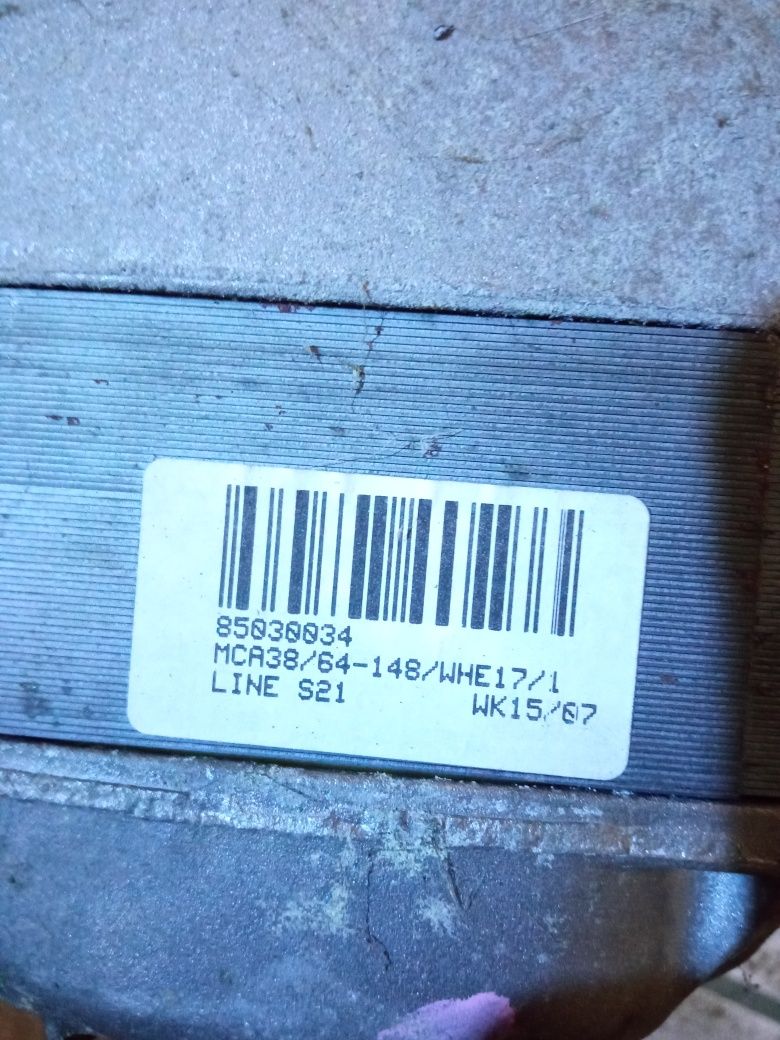 85030034
MCA38/64-148/WHE17/1
LINE S21 WK15/07